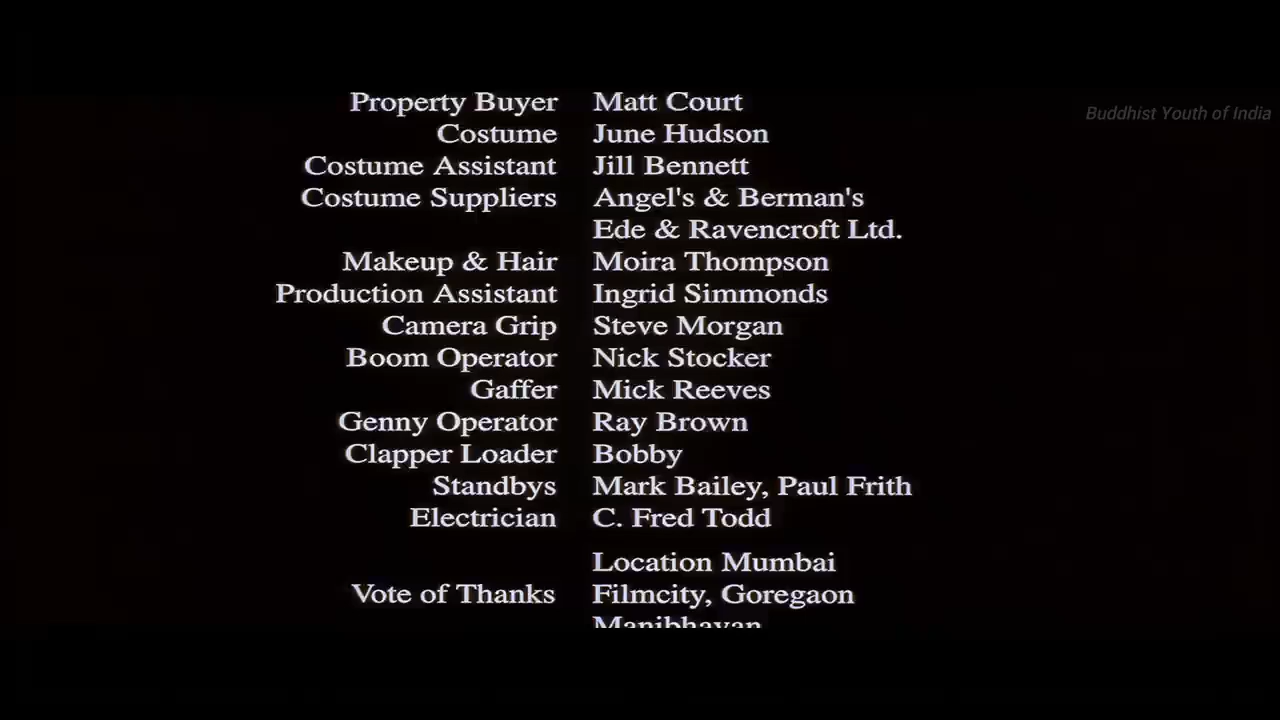 Property Buyer Matt Court
Buddhist Youth of India
Costume June Hudson
Costume Assistant Jill Bennett
Costume Suppliers Angel's & Berman's
Ede & Ravencroft Ltd.
Makeup & Hair Moira Thompson
Production Assistant Ingrid Simmonds
Camera Grip Steve Morgan
Boom Operator Nick Stocker
Gaffer Mick Reeves
Genny Operator Ray Brown
Clapper Loader Bobby
Standbys Mark Bailey, Paul Frith
Electrician C. Fred Todd
Location Mumbai
Vote of Thanks Filmcity, Goregaon
Manibhavan